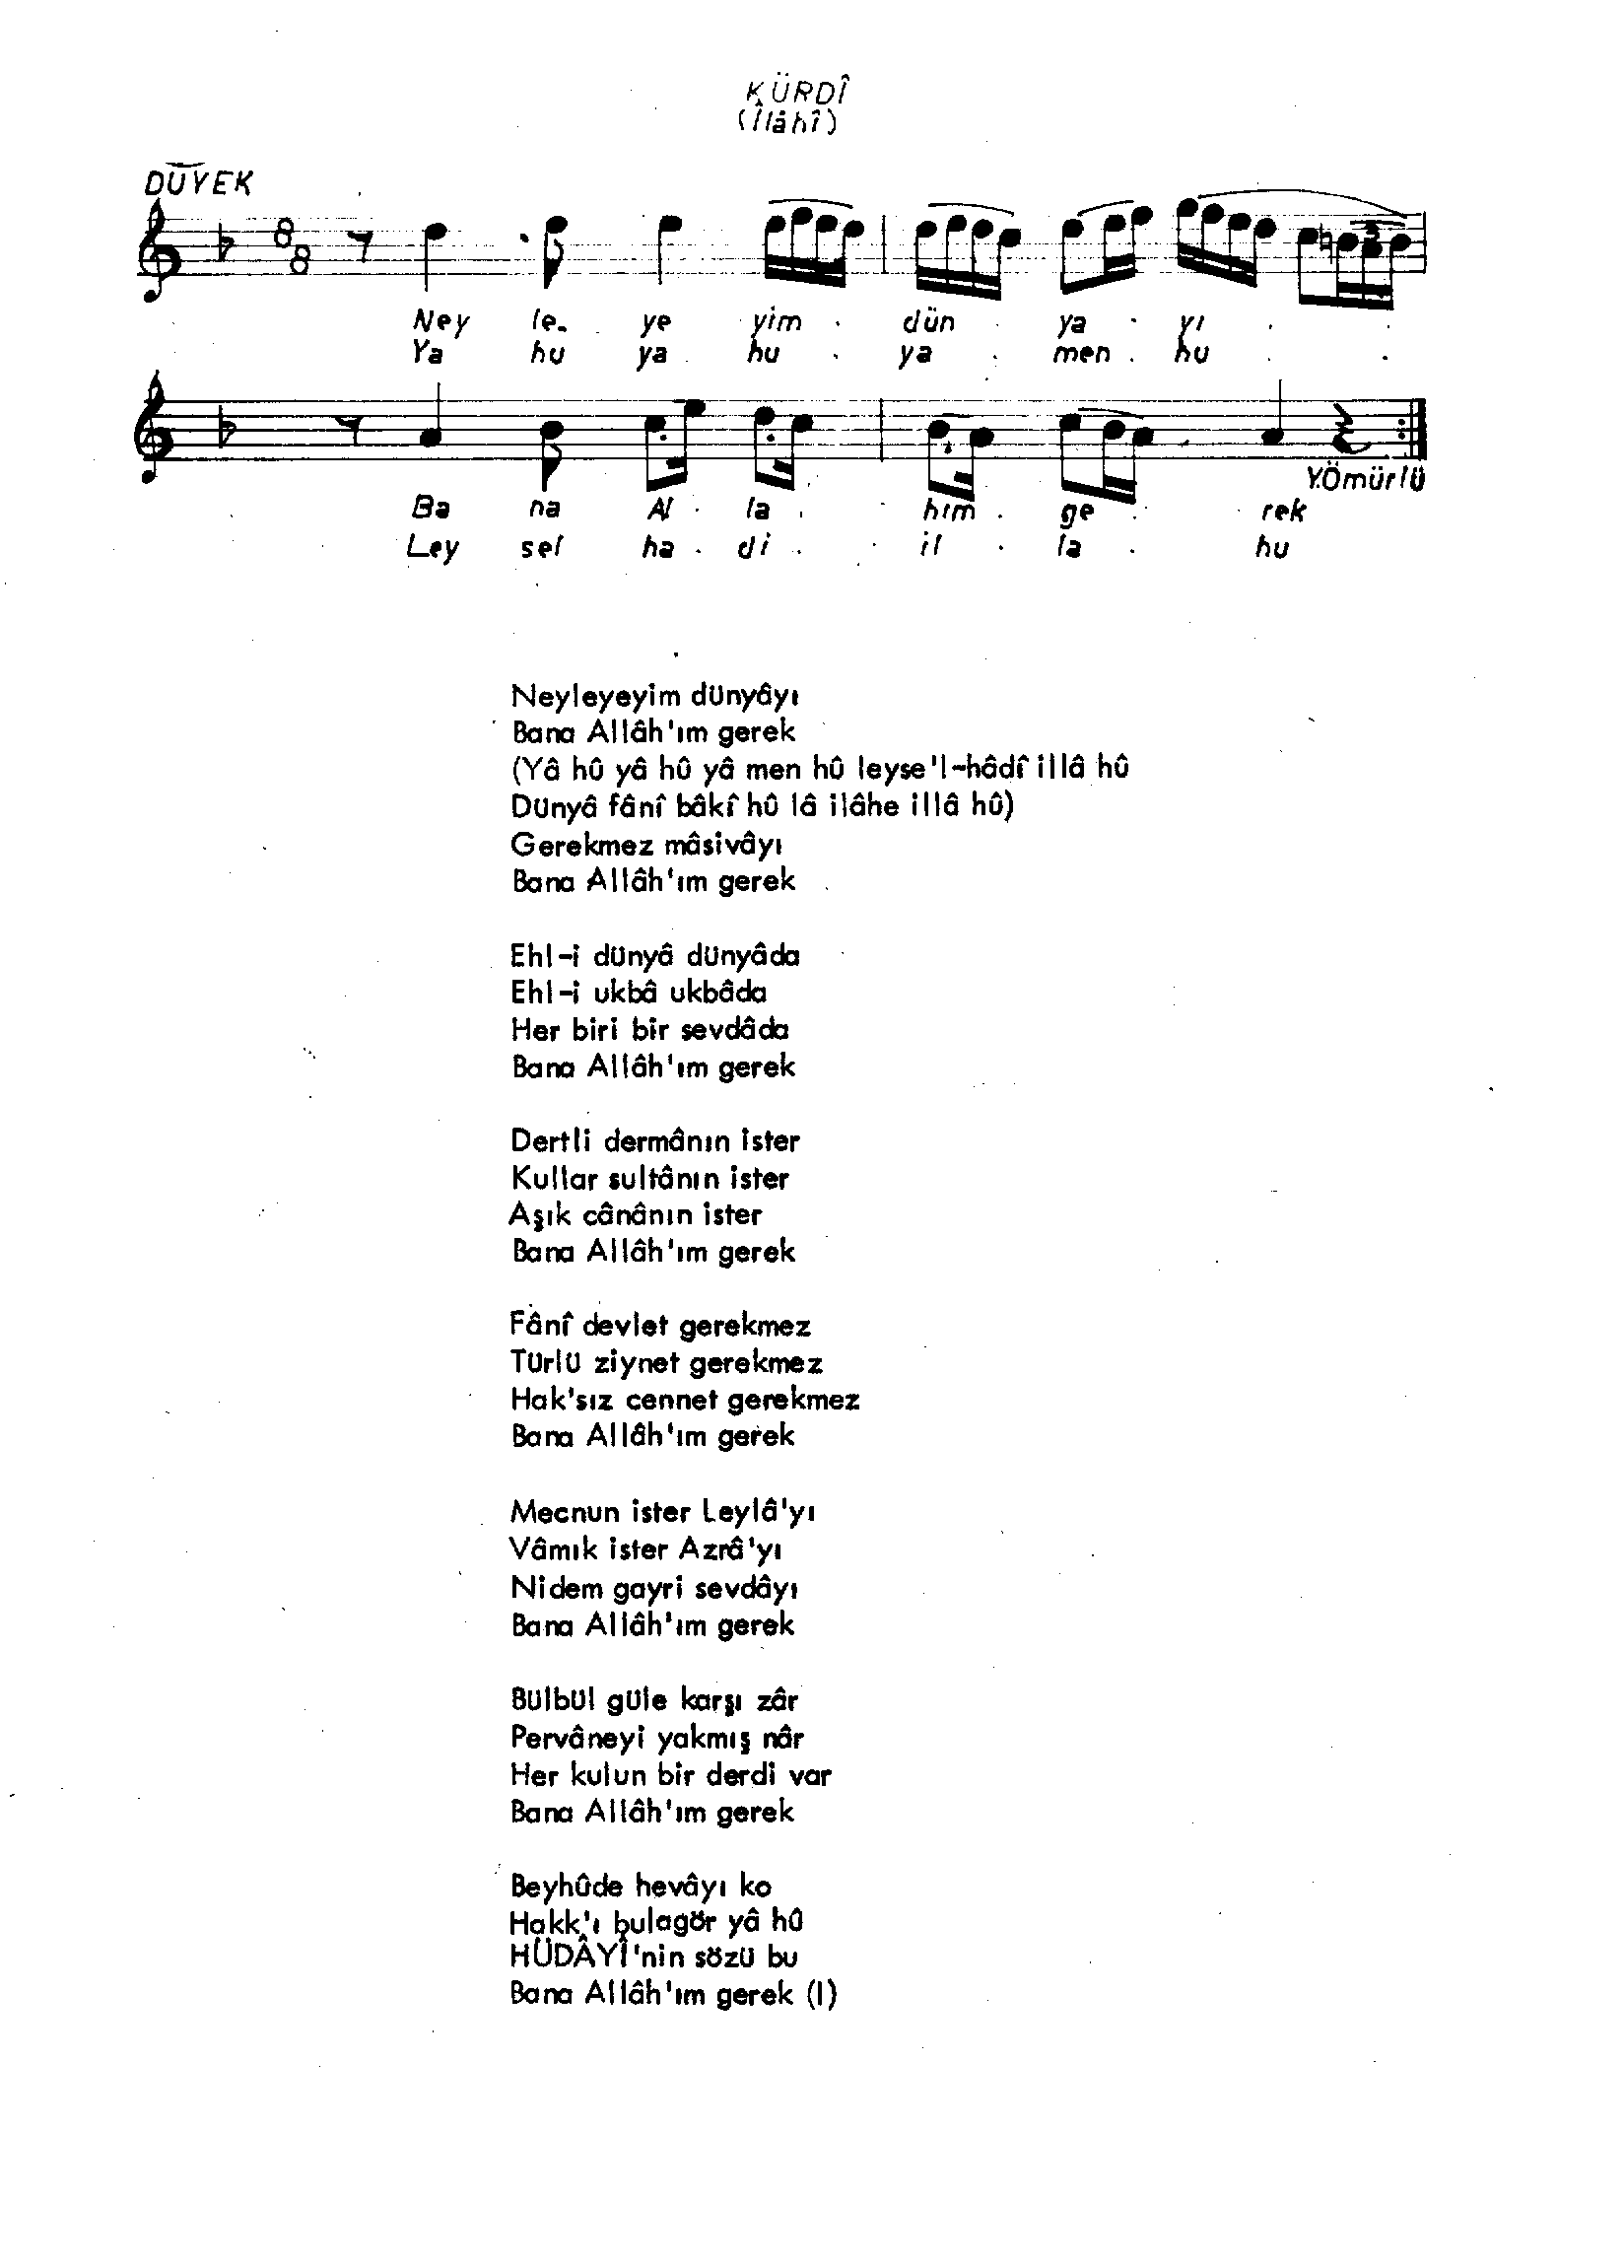 KÜRDÎ
(İlâhî)
DÜYEK
8
8
3
Ney le. ye yim . dün . ya . yı . .
Ya hu ya hu . ya . men . hu . .
Y.Ömürlü
Ba na Al . la . hım . ge . rek
Ley sel ha . di . il . la . hu
Neyleyeyim dünyâyı
Bana Allâh'ım gerek
(Yâ hû yâ hû yâ men hû leyse'l-hâdî illâ hû
Dünyâ fânî bâkî hû lâ ilâhe illâ hû)
Gerekmez mâsivâyı
Bana Allâh'ım gerek
Ehl-i dünyâ dünyâda
Ehl-i ukbâ ukbâda
Her biri bir sevdâda
Bana Allâh'ım gerek
Dertli dermânın ister
Kullar sultânın ister
Aşık cânânın ister
Bana Allâh'ım gerek
Fânî devlet gerekmez
Türlü ziynet gerekmez
Hak'sız cennet gerekmez
Bana Allâh'ım gerek
Mecnun ister Leylâ'yı
Vâmık ister Azrâ'yı
Nidem gayri sevdâyı
Bana Allâh'ım gerek
Bülbül güle karşı zâr
Pervâneyi yakmış nâr
Her kulun bir derdi var
Bana Allâh'ım gerek
Beyhûde hevâyı ko
Hakk'ı bulagör yâ hû
HÜDÂYÎ'nin sözü bu
Bana Allâh'ım gerek (I)